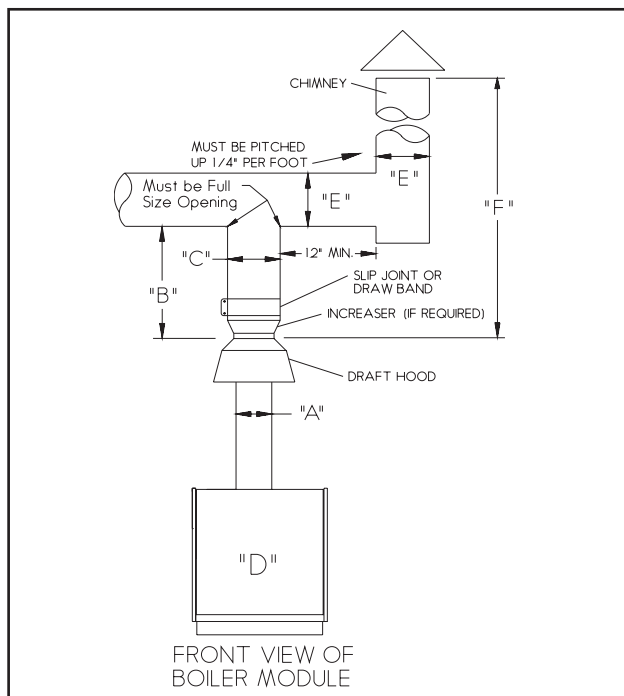 CHIMNEY
MUST BE PITCHED
UP 1/4" PER FOOT
"E"
Must be Full
Size Opening
"E"
"F"
"C"
12" MIN.
"B"
SLIP JOINT OR
DRAW BAND
INCREASER (IF REQUIRED)
DRAFT HOOD
"A"
"D"
FRONT VIEW OF
BOILER MODULE